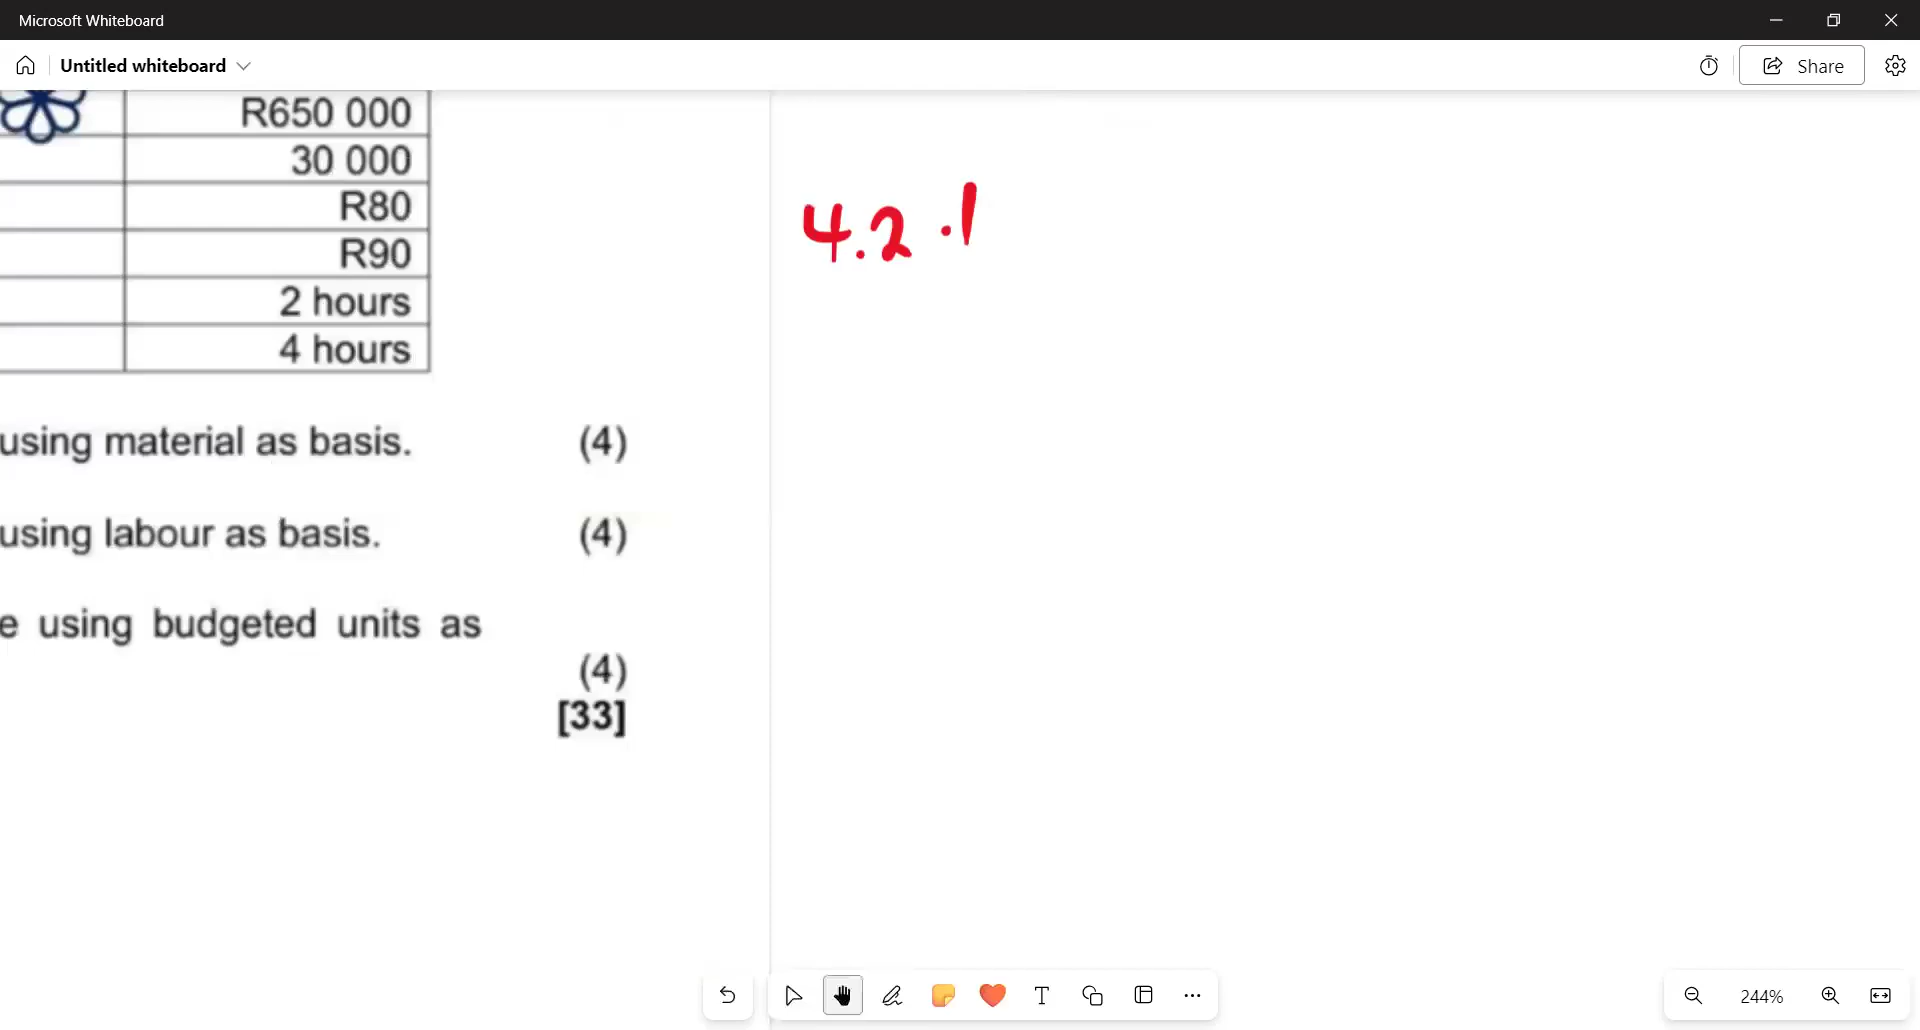 Microsoft Whiteboard
Untitled whiteboard
Share
R650 000
30 000
R80
R90
2 hours
4 hours
4.2.1
using material as basis. (4)
using labour as basis. (4)
e using budgeted units as
(4)
[33]
244%